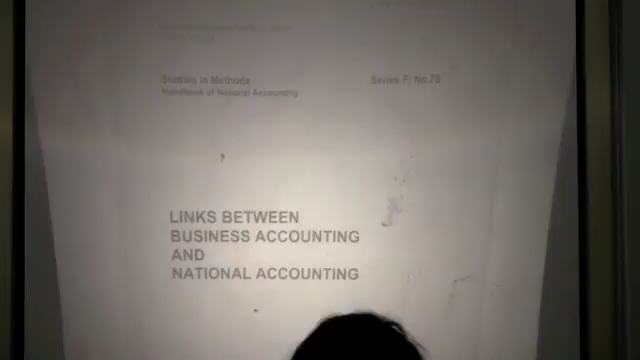 Studies in Methods
Series F, No.76
Handbook of National Accounting
LINKS BETWEEN
BUSINESS ACCOUNTING
AND
NATIONAL ACCOUNTING